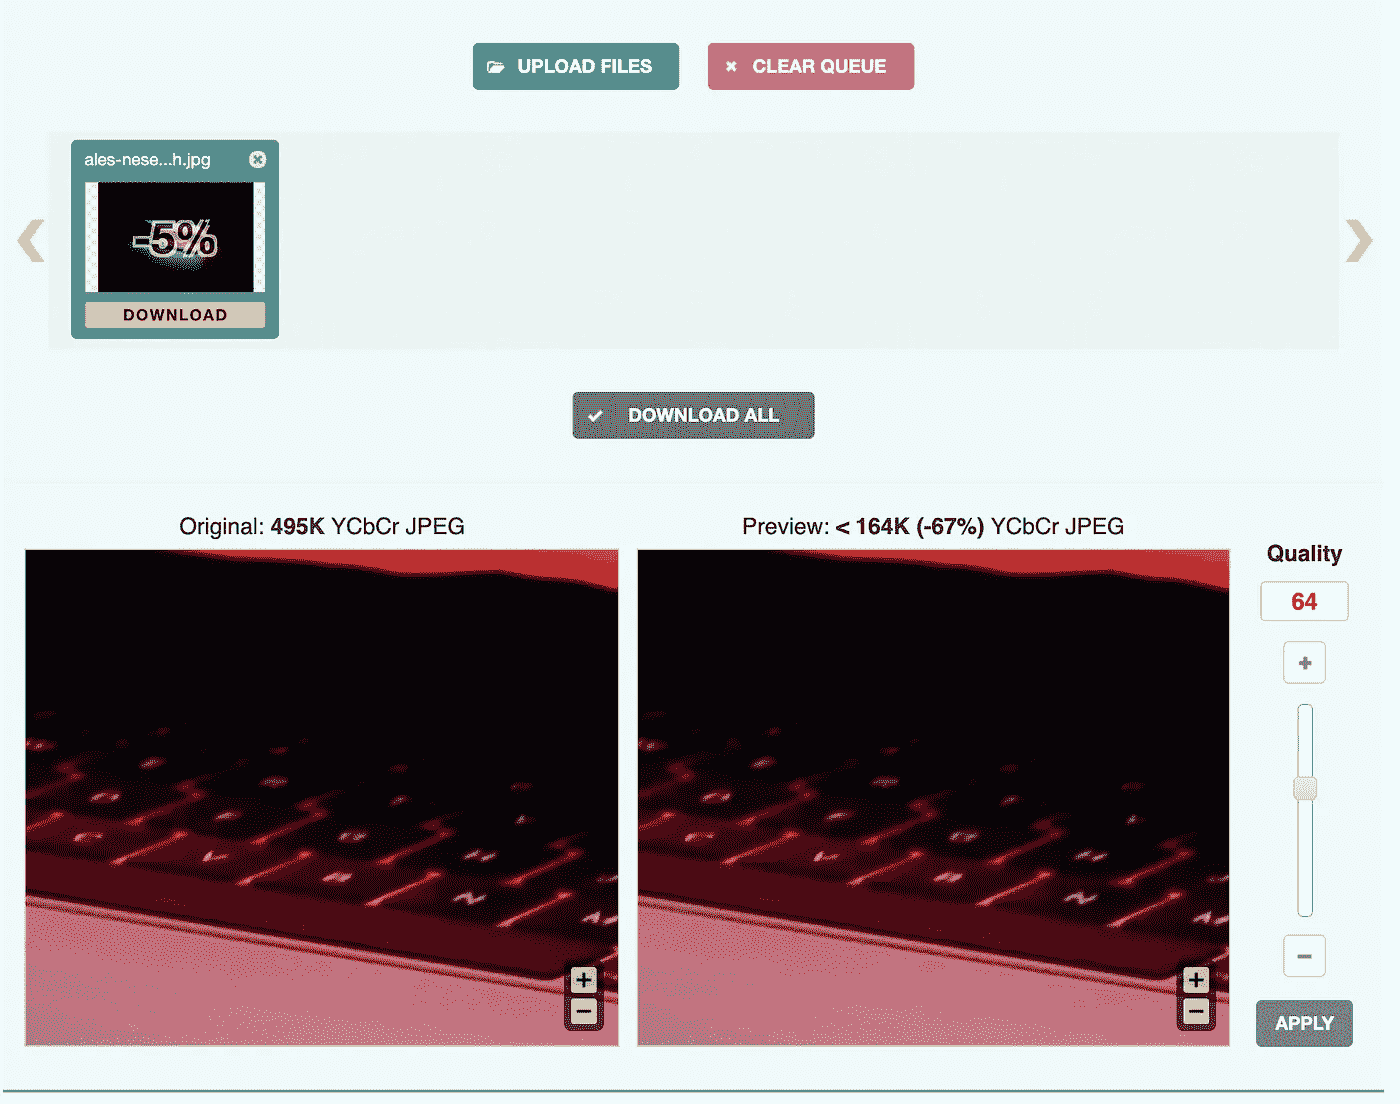 UPLOAD FILES
CLEAR QUEUE
ales-nese...h.jpg
-5%
DOWNLOAD
DOWNLOAD ALL
Original: 495K YCbCr JPEG
Preview: < 164K (-67%) YCbCr JPEG
Quality
64
APPLY